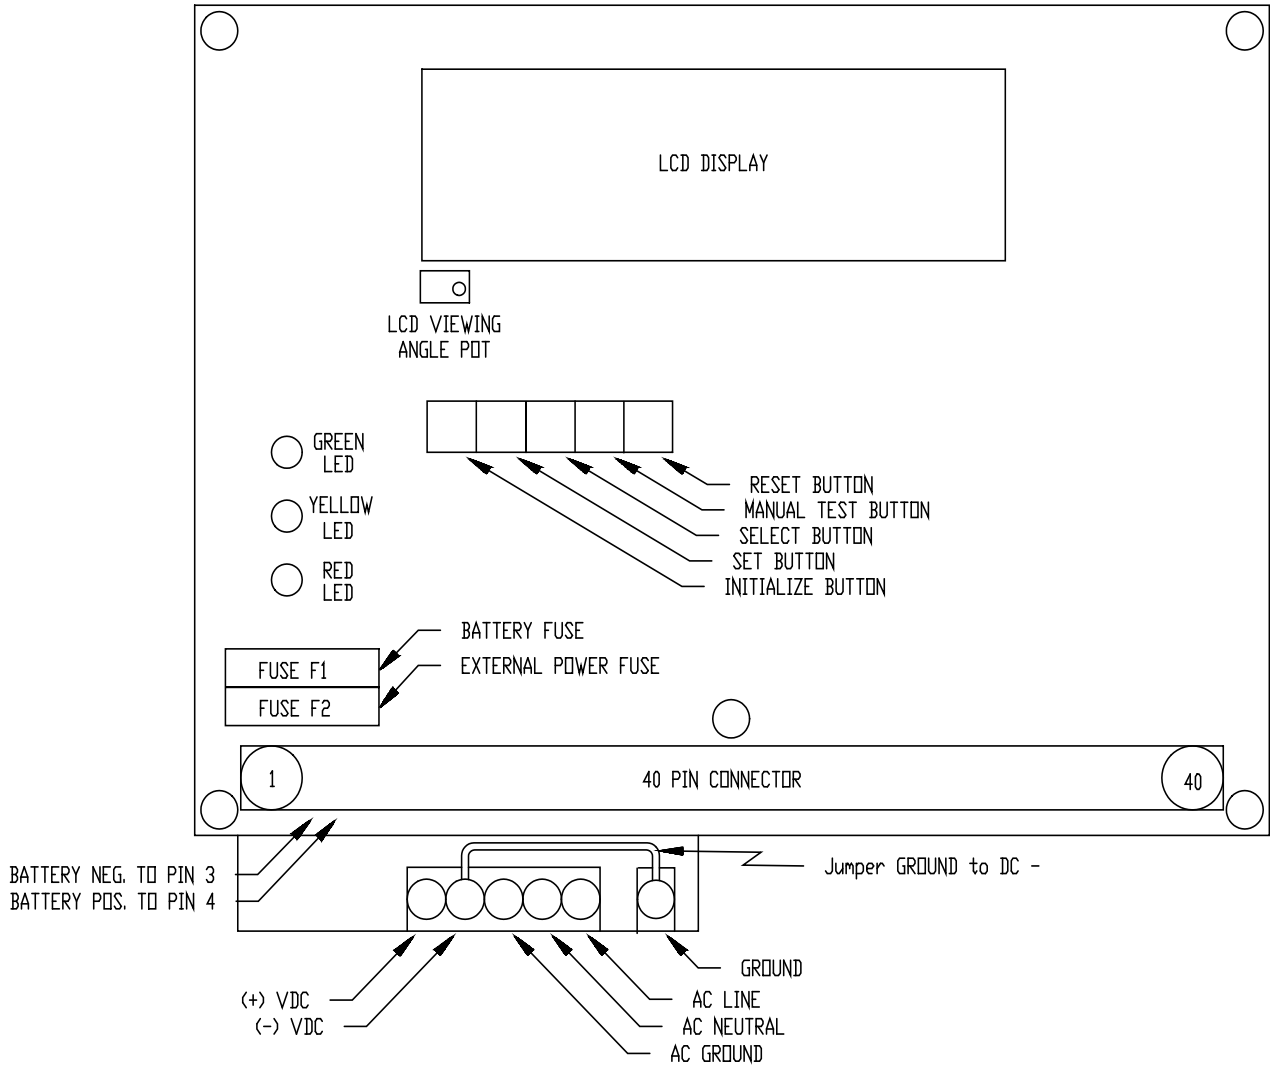 LCD DISPLAY
LCD VIEWING
ANGLE POT
GREEN
LED
YELLOW
LED
RED
LED
RESET BUTTON
MANUAL TEST BUTTON
SELECT BUTTON
SET BUTTON
INITIALIZE BUTTON
BATTERY FUSE
EXTERNAL POWER FUSE
FUSE F1
FUSE F2
1
40 PIN CONNECTOR
40
BATTERY NEG. TO PIN 3
BATTERY POS. TO PIN 4
Jumper GROUND to DC -
(+) VDC
(-) VDC
GROUND
AC LINE
AC NEUTRAL
AC GROUND